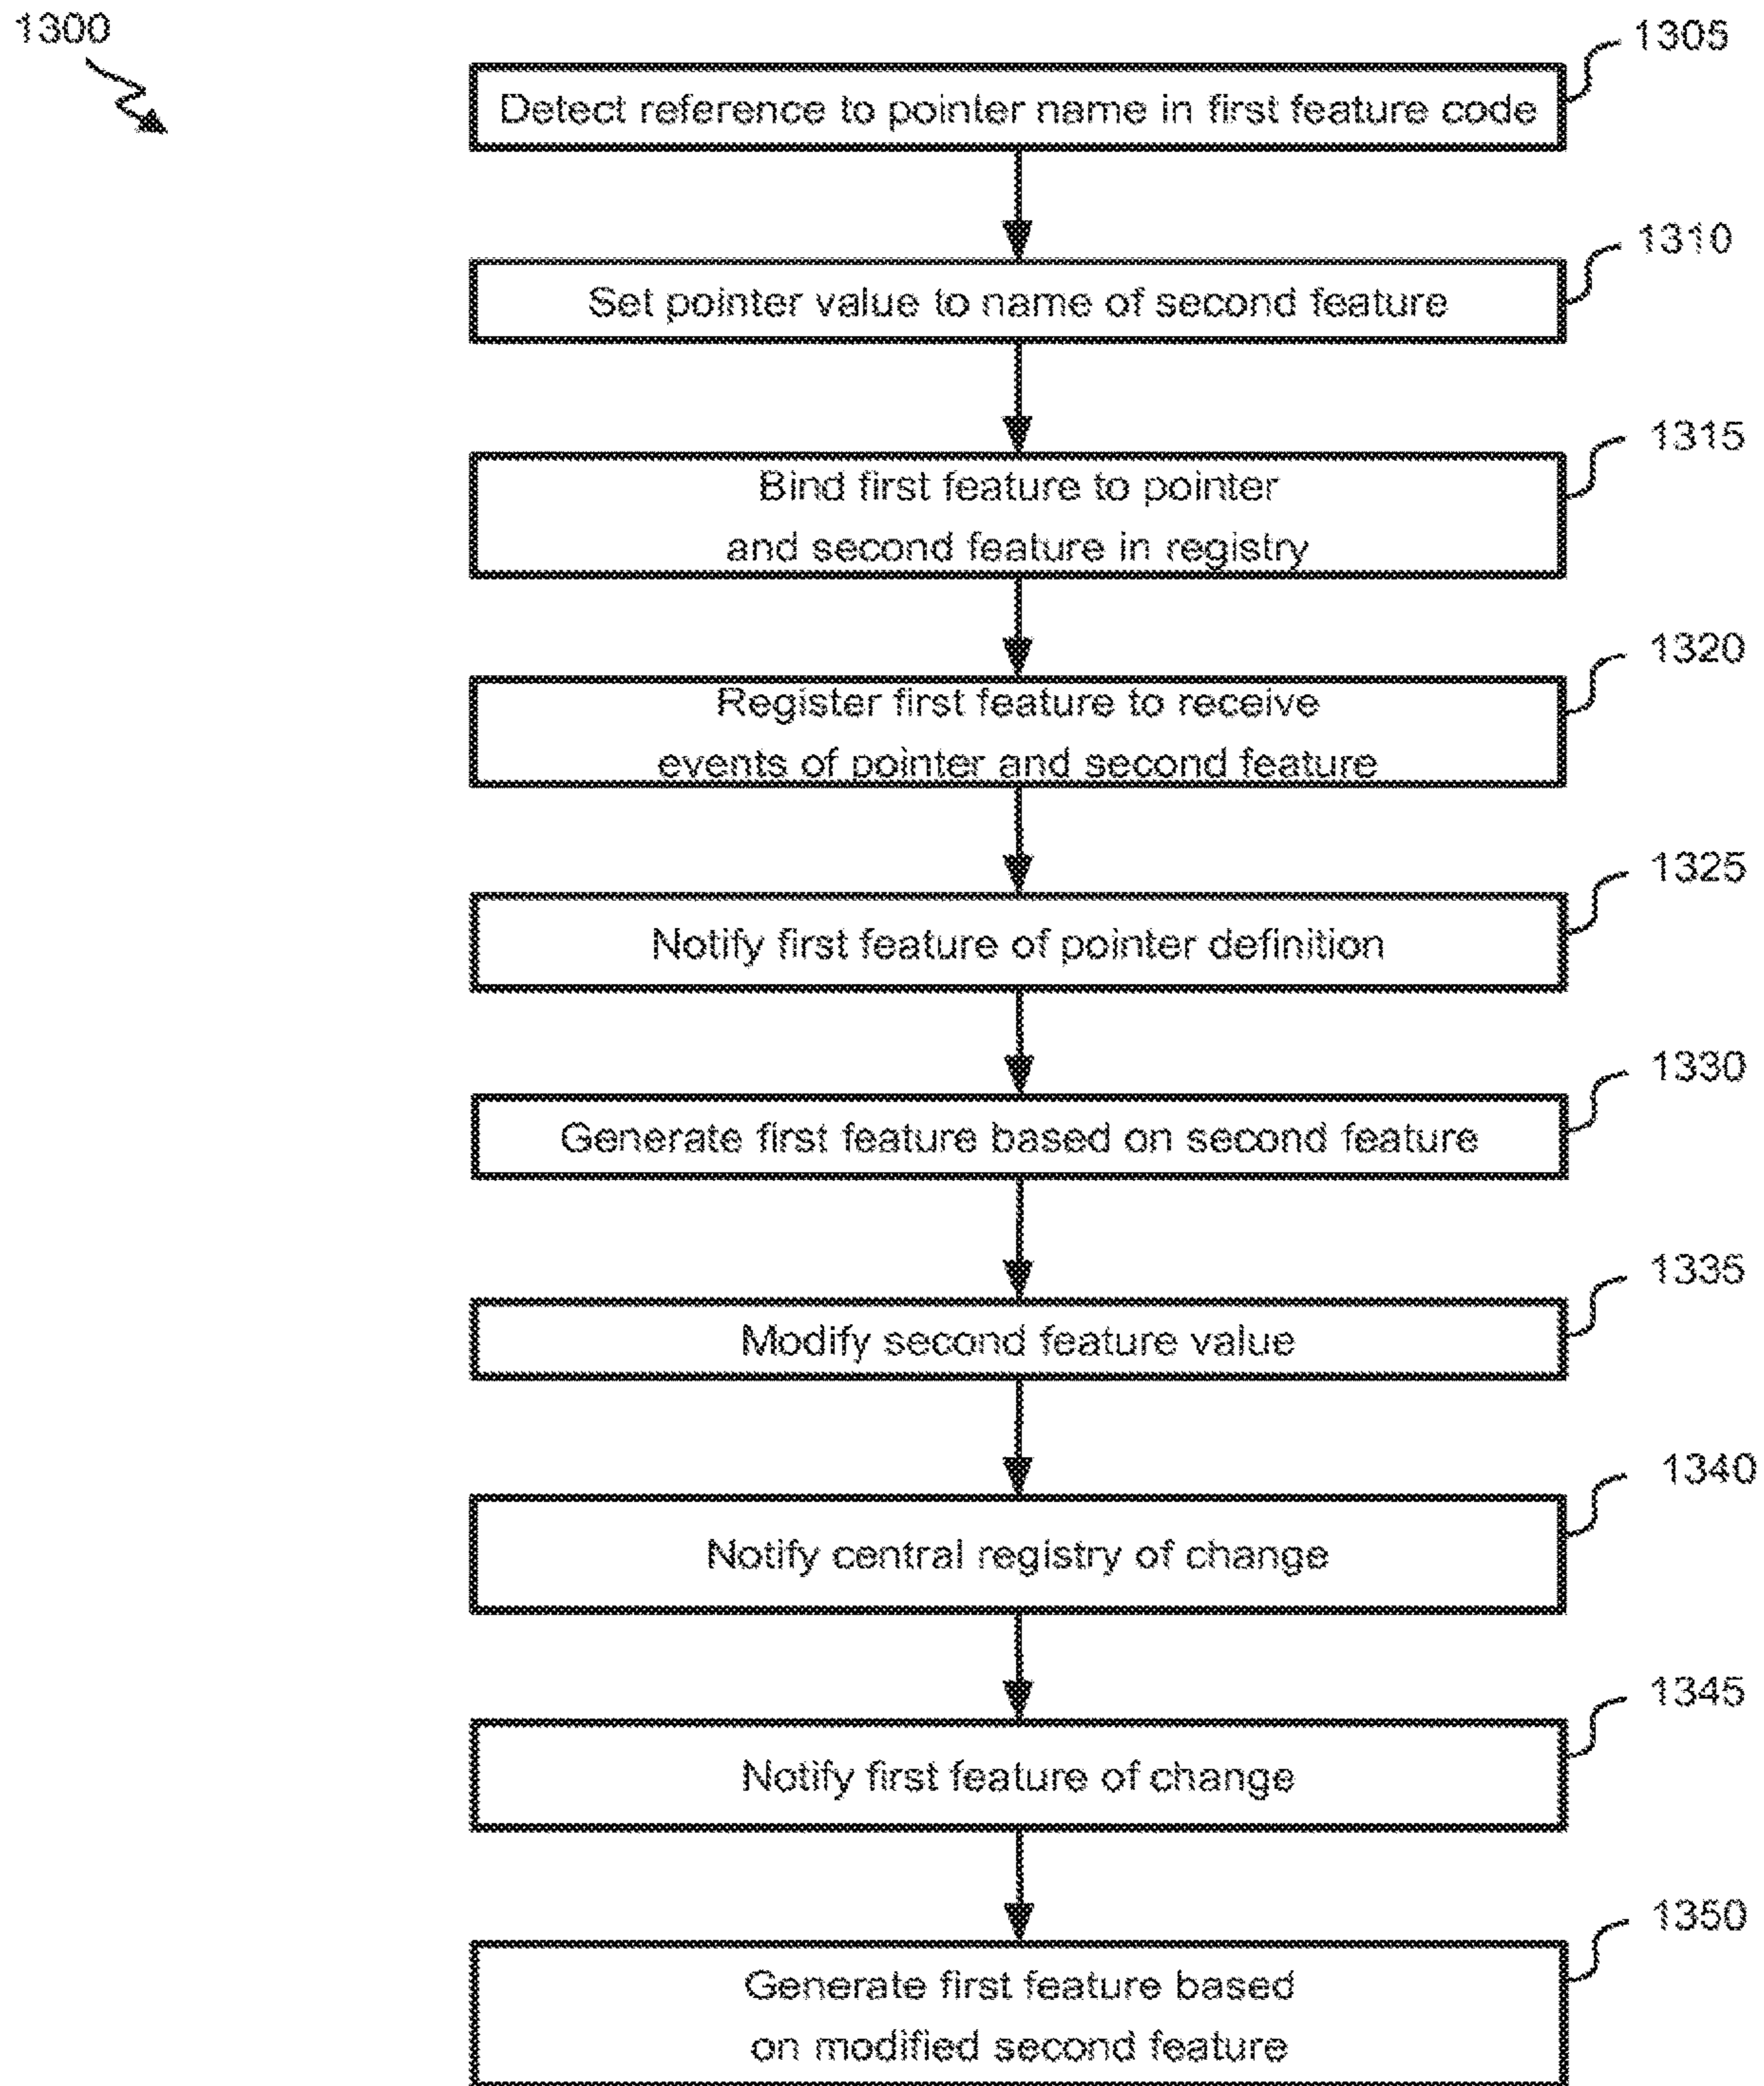 1300
1305
Detect reference to pointer name in first feature code
1310
Set pointer value to name of second feature
1315
Bind first feature to pointer
and second feature in registry
1320
Register first feature to receive
events of pointer and second feature
1325
Notify first feature of pointer definition
1330
Generate first feature based on second feature
1335
Modify second feature value
1340
Notify central registry of change
1345
Notify first feature of change
1350
Generate first feature based
on modified second feature